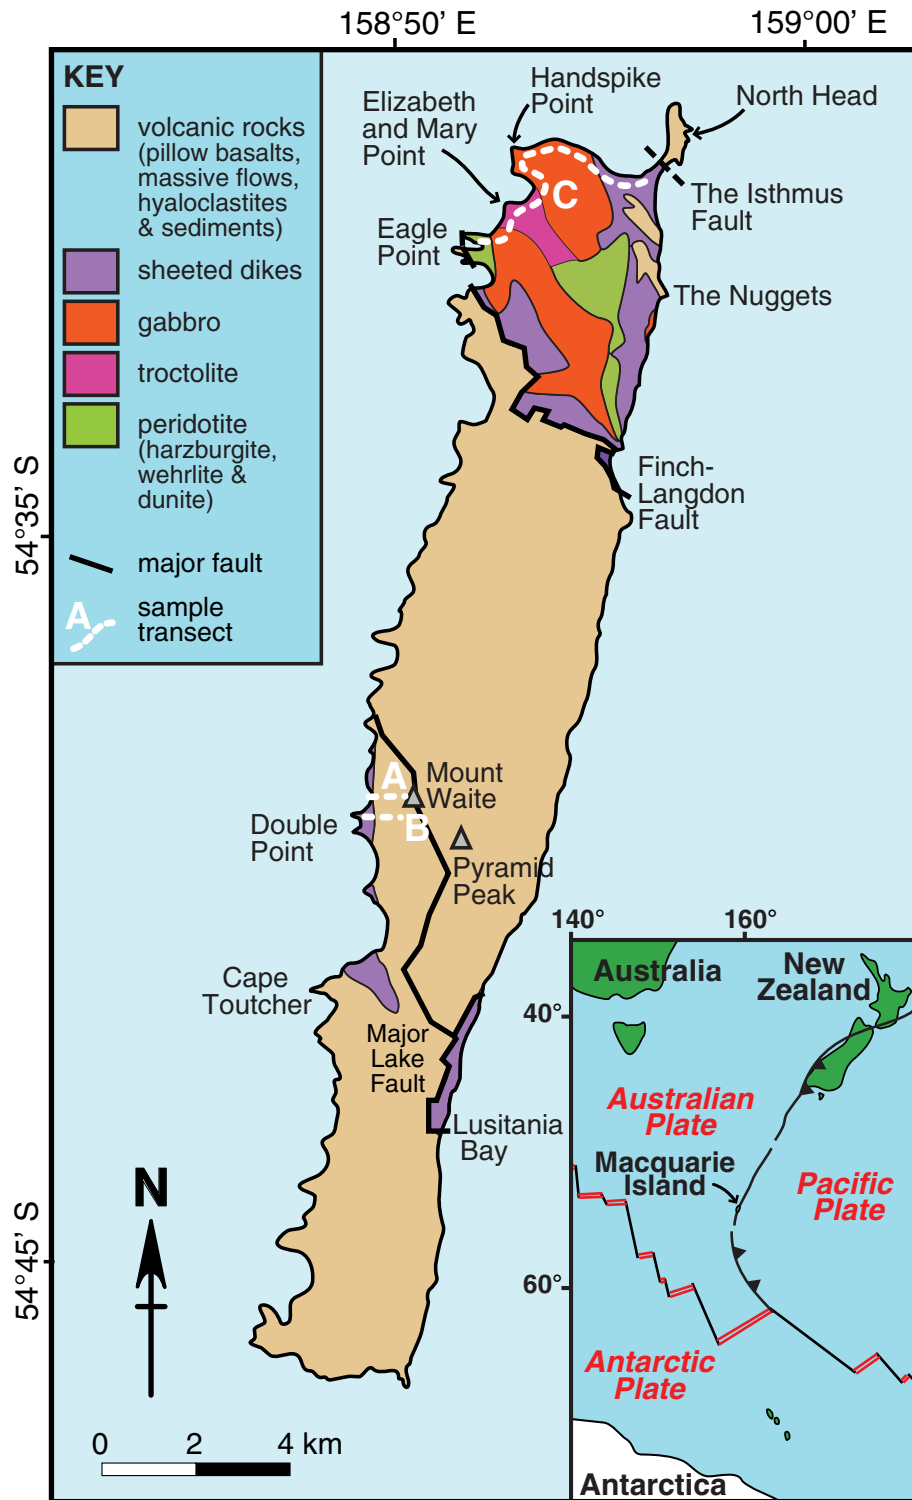 158°50' E
159°00' E
KEY
volcanic rocks
(pillow basalts,
massive flows,
hyaloclastites
& sediments)
sheeted dikes
gabbro
troctolite
peridotite
(harzburgite,
wehrlite &
dunite)
major fault
A
sample
transect
Handspike
Point
Elizabeth
and Mary
Point
North Head
C
The Isthmus
Fault
Eagle
Point
The Nuggets
Finch-
Langdon
Fault
54°35' S
A
Mount
Waite
B
Double
Point
Pyramid
Peak
Cape
Toutcher
Major
Lake
Fault
Lusitania
Bay
N
54°45' S
0 2 4 km
140° 160°
Australia
New
Zealand
40°
Australian
Plate
Macquarie
Island
Pacific
Plate
60°
Antarctic
Plate
Antarctica